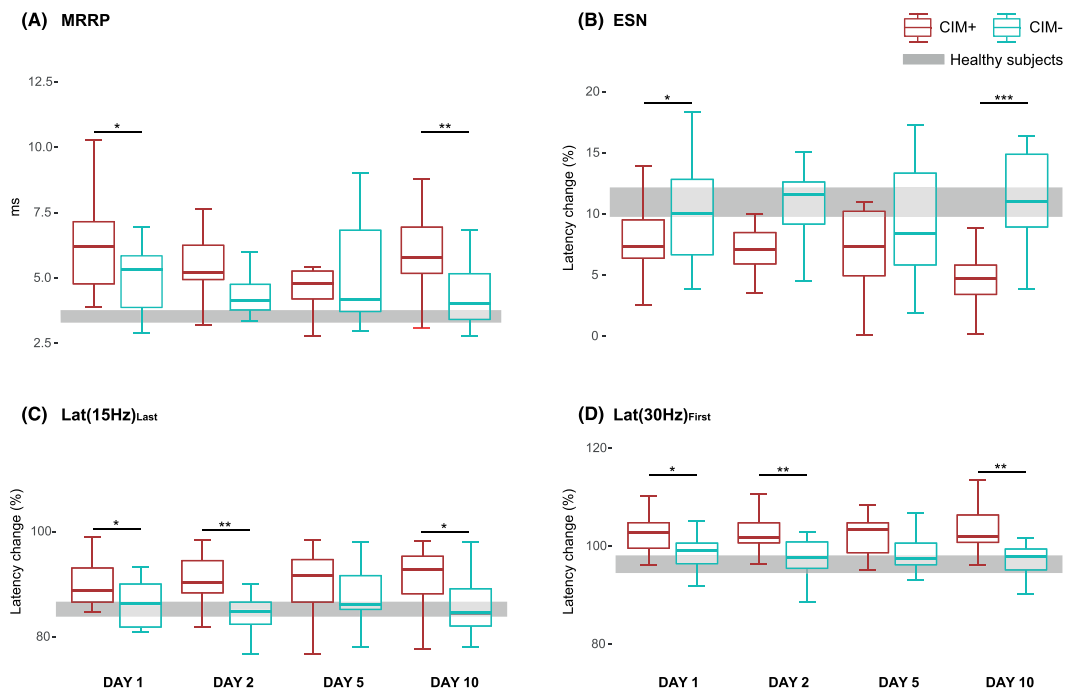 (A) MRRP
12.5
10.0
7.5
5.0
2.5
ms
*
**
(B) ESN
CIM+ CIM-
Healthy subjects
20
15
10
5
0
Latency change (%)
*
***
(C) Lat(15Hz)Last
100
80
Latency change (%)
*
**
*
DAY 1 DAY 2 DAY 5 DAY 10
(D) Lat(30Hz)First
120
100
80
Latency change (%)
*
**
**
DAY 1 DAY 2 DAY 5 DAY 10